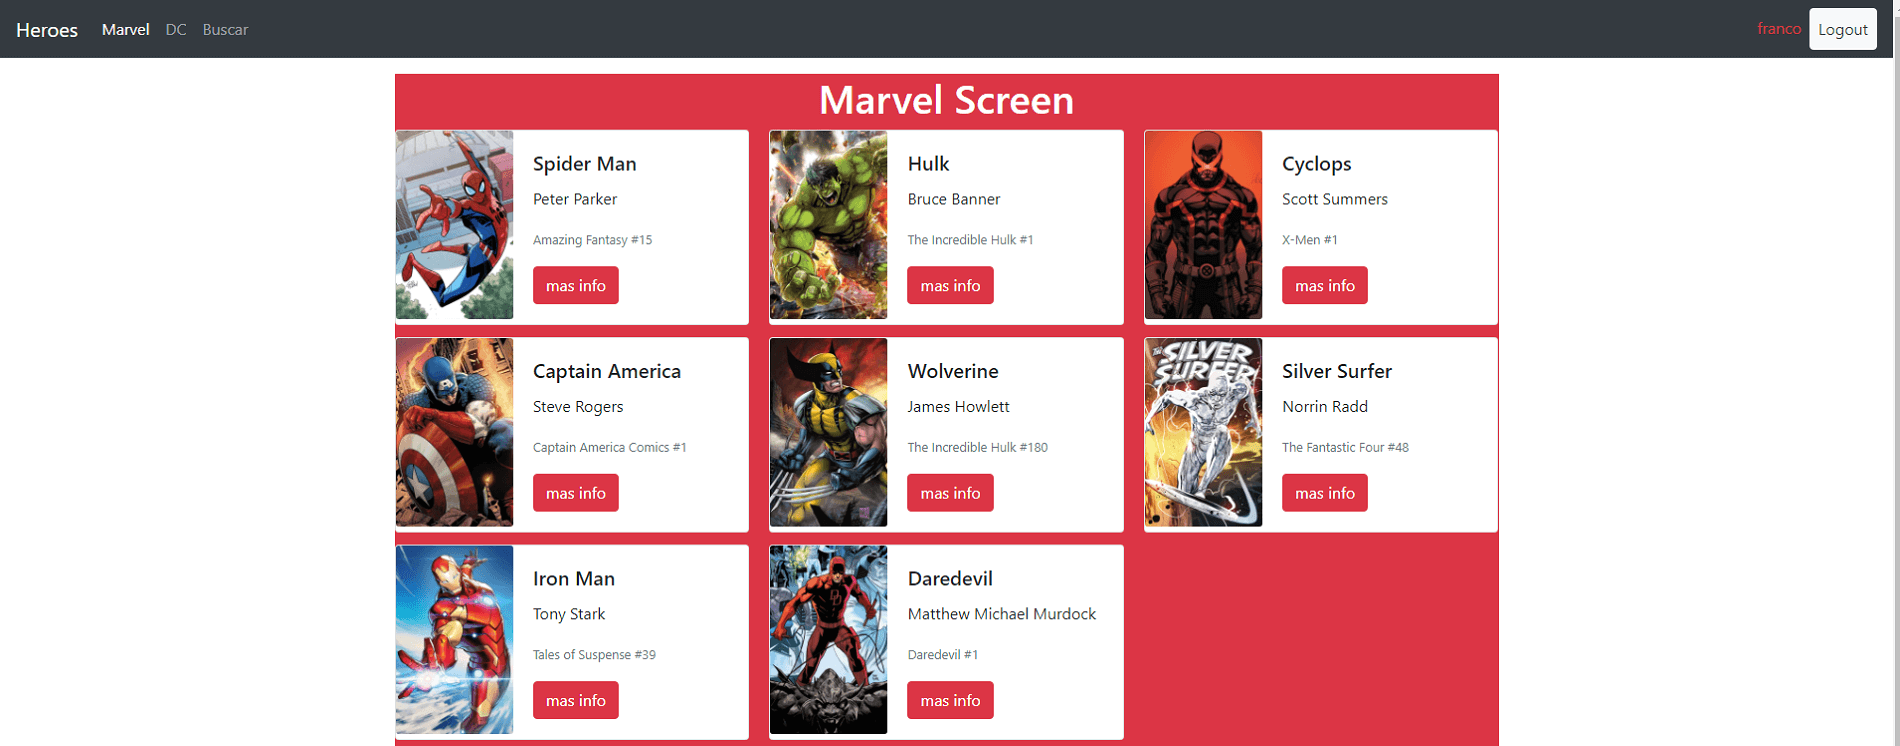 Heroes Marvel DC Buscar franco Logout
Marvel Screen
Spider Man
Peter Parker
Amazing Fantasy #15
mas info
Hulk
Bruce Banner
The Incredible Hulk #1
mas info
Cyclops
Scott Summers
X-Men #1
mas info
Captain America
Steve Rogers
Captain America Comics #1
mas info
Wolverine
James Howlett
The Incredible Hulk #180
mas info
THE
SILVER
SURFER
Silver Surfer
Norrin Radd
The Fantastic Four #48
mas info
Iron Man
Tony Stark
Tales of Suspense #39
mas info
Daredevil
Matthew Michael Murdock
Daredevil #1
mas info